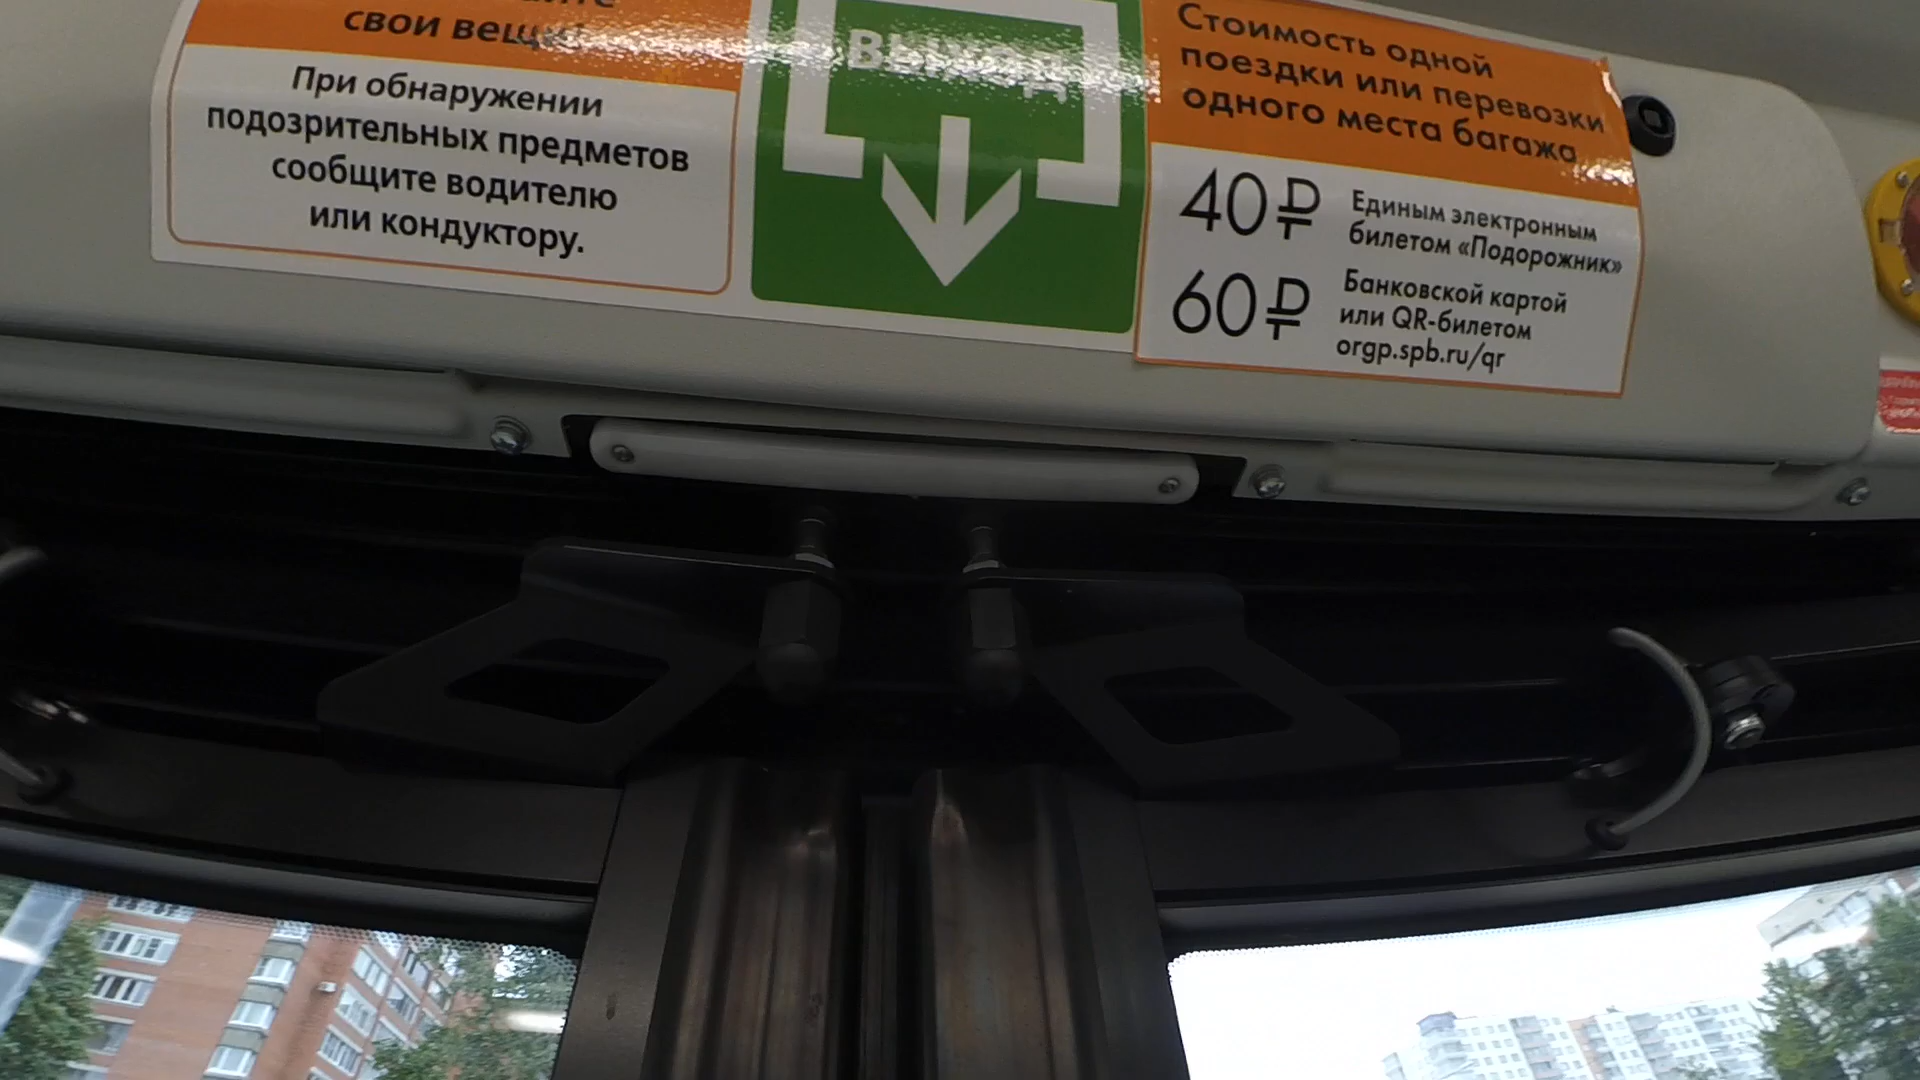 свои вещи!
При обнаружении
подозрительных предметов
сообщите водителю
или кондуктору.
ВЫХОД
Стоимость одной
поездки или перевозки
одного места багажа
40₽
Единым электронным
билетом «Подорожник»
60₽
Банковской картой
или QR-билетом
orgp.spb.ru/qr